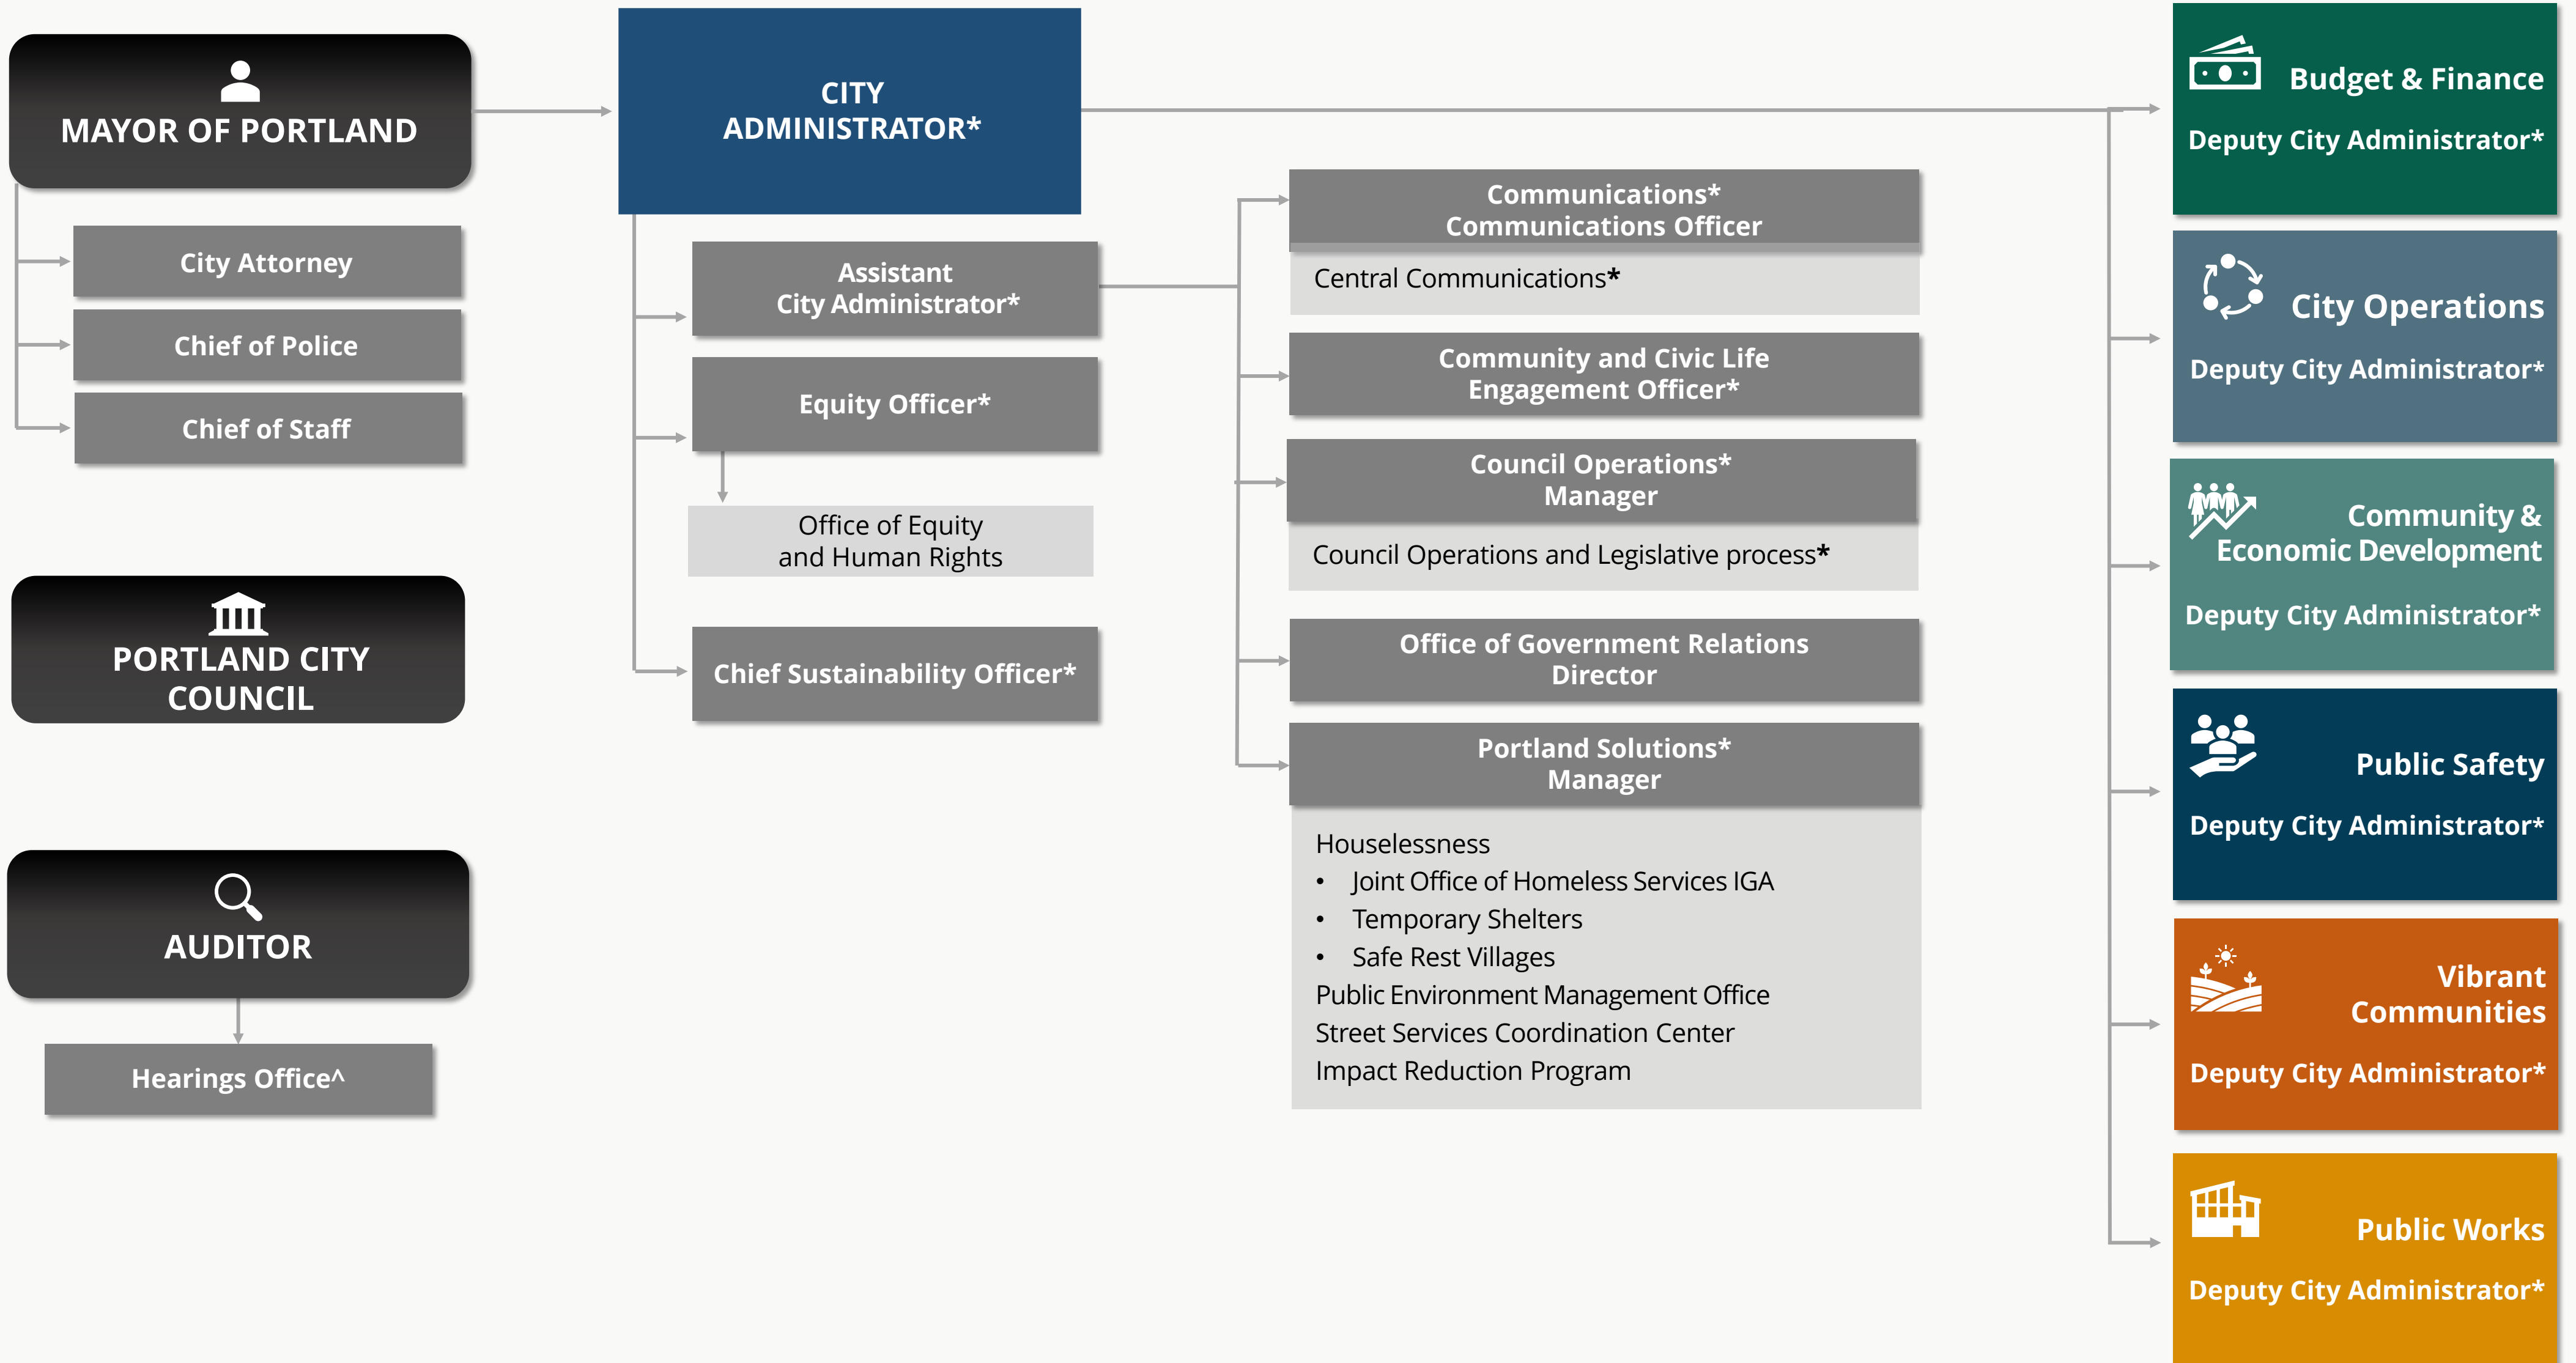 MAYOR OF PORTLAND
City Attorney
Chief of Police
Chief of Staff
PORTLAND CITY
COUNCIL
AUDITOR
Hearings Office^
CITY
ADMINISTRATOR*
Assistant
City Administrator*
Equity Officer*
Office of Equity
and Human Rights
Chief Sustainability Officer*
Communications*
Communications Officer
Central Communications*
Community and Civic Life
Engagement Officer*
Council Operations*
Manager
Council Operations and Legislative process*
Office of Government Relations
Director
Portland Solutions*
Manager
Houselessness
• Joint Office of Homeless Services IGA
• Temporary Shelters
• Safe Rest Villages
Public Environment Management Office
Street Services Coordination Center
Impact Reduction Program
Budget & Finance
Deputy City Administrator*
City Operations
Deputy City Administrator*
Community &
Economic Development
Deputy City Administrator*
Public Safety
Deputy City Administrator*
Vibrant
Communities
Deputy City Administrator*
Public Works
Deputy City Administrator*